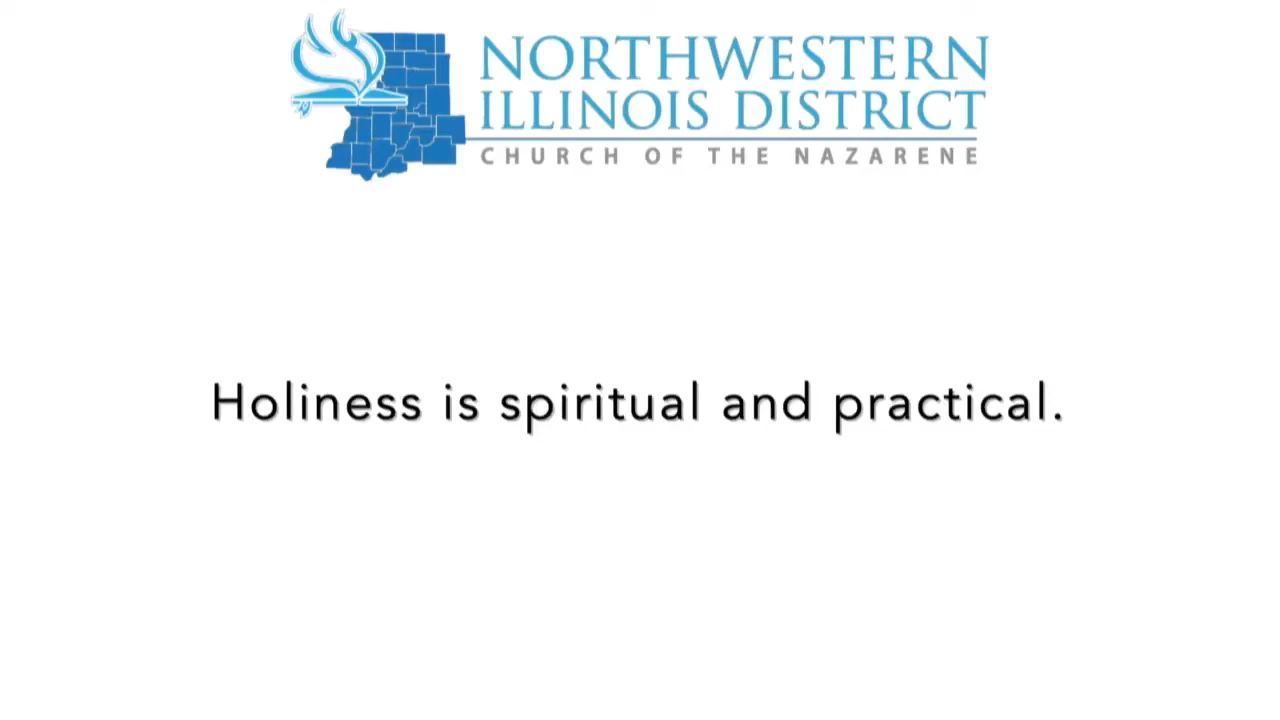 NORTHWESTERN
ILLINOIS DISTRICT
CHURCH OF THE NAZARENE
Holiness is spiritual and practical.